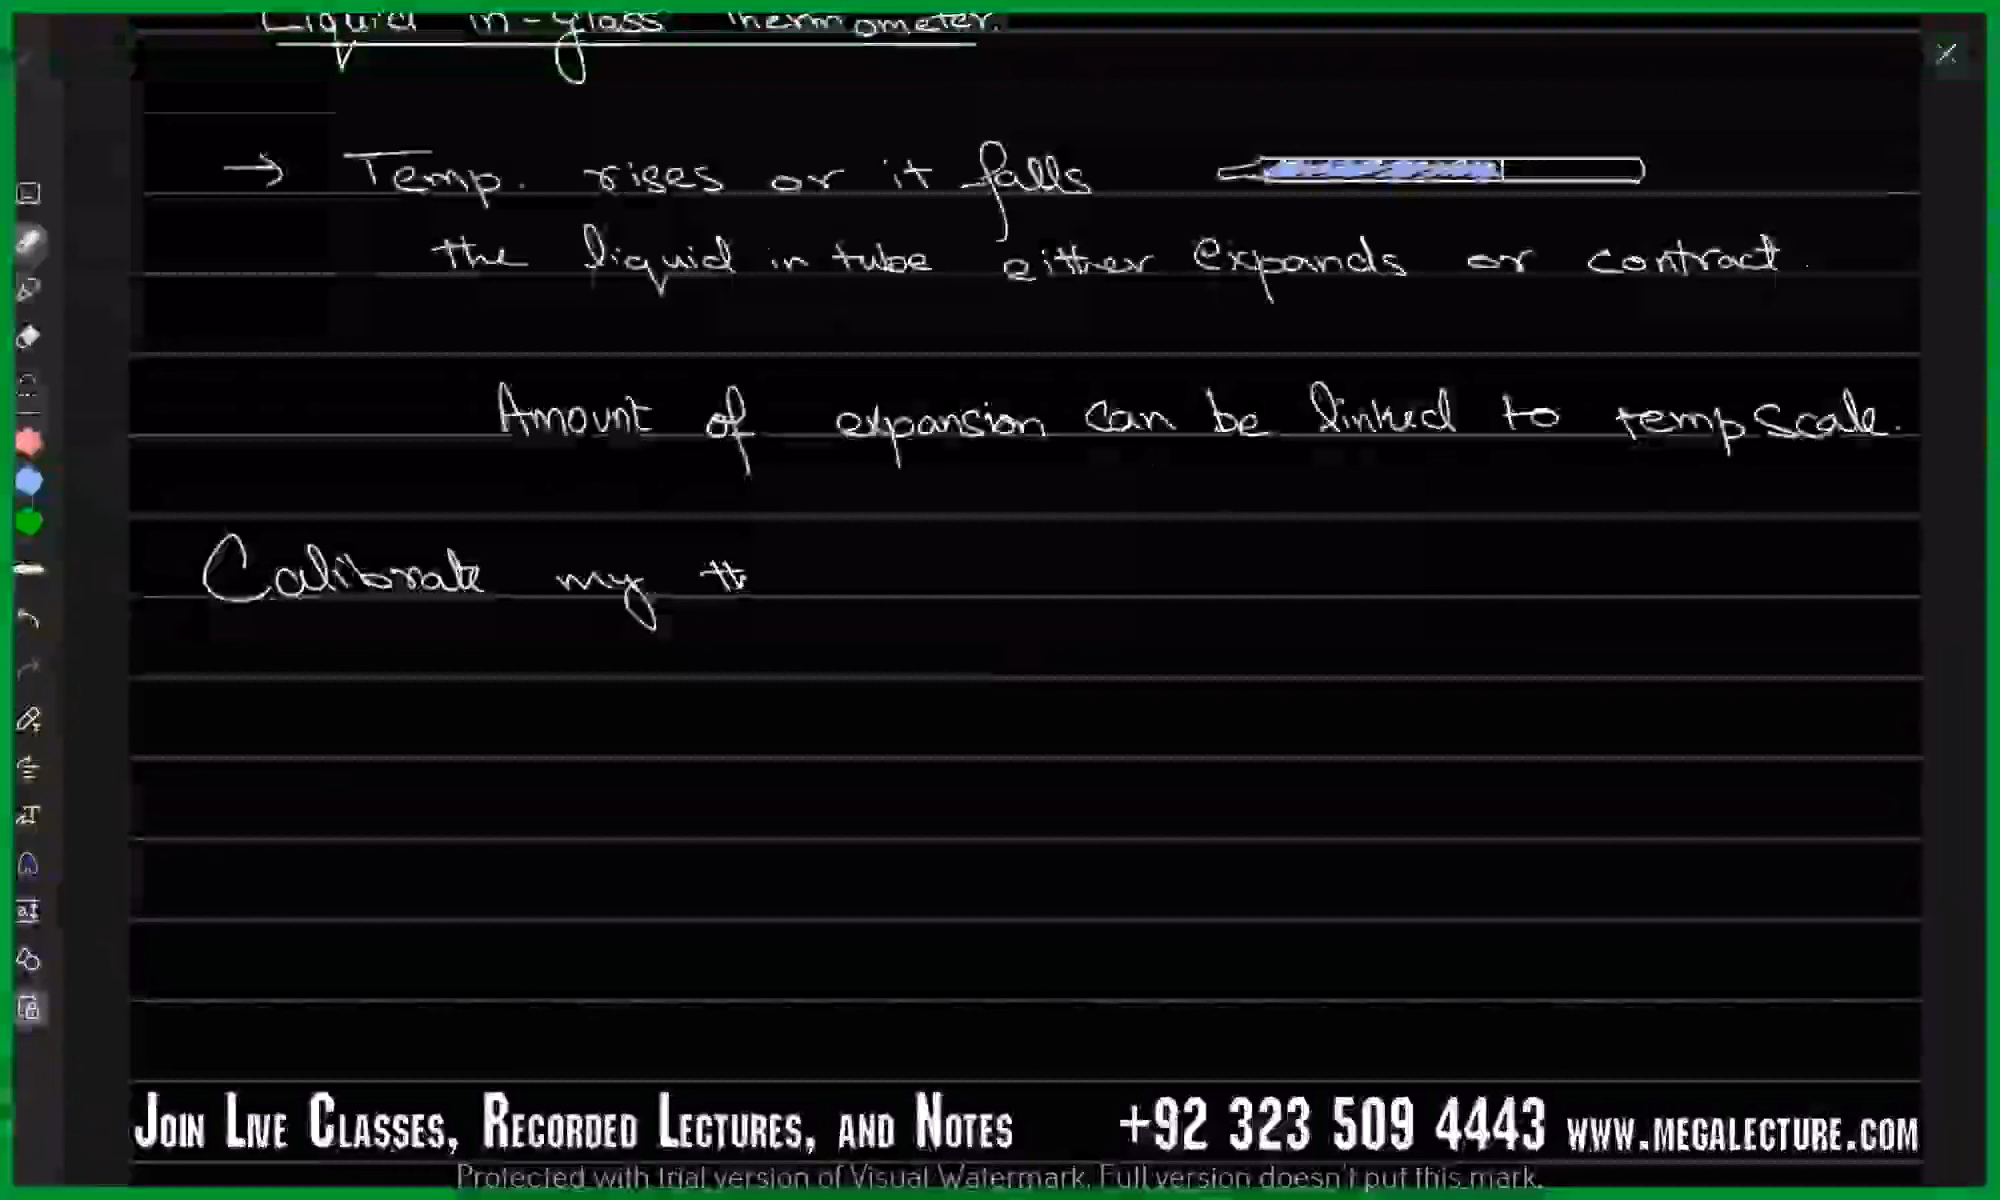 Liquid in-glass thermometer.
→ Temp. rises or it falls
the liquid in tube either expands or contract.
Amount of expansion can be linked to temp scale.
Calibrate my th
JOIN LIVE CLASSES, RECORDED LECTURES, AND NOTES +92 323 509 4443 WWW.MEGALECTURE.COM
Protected with trial version of Visual Watermark. Full version doesn't put this mark.